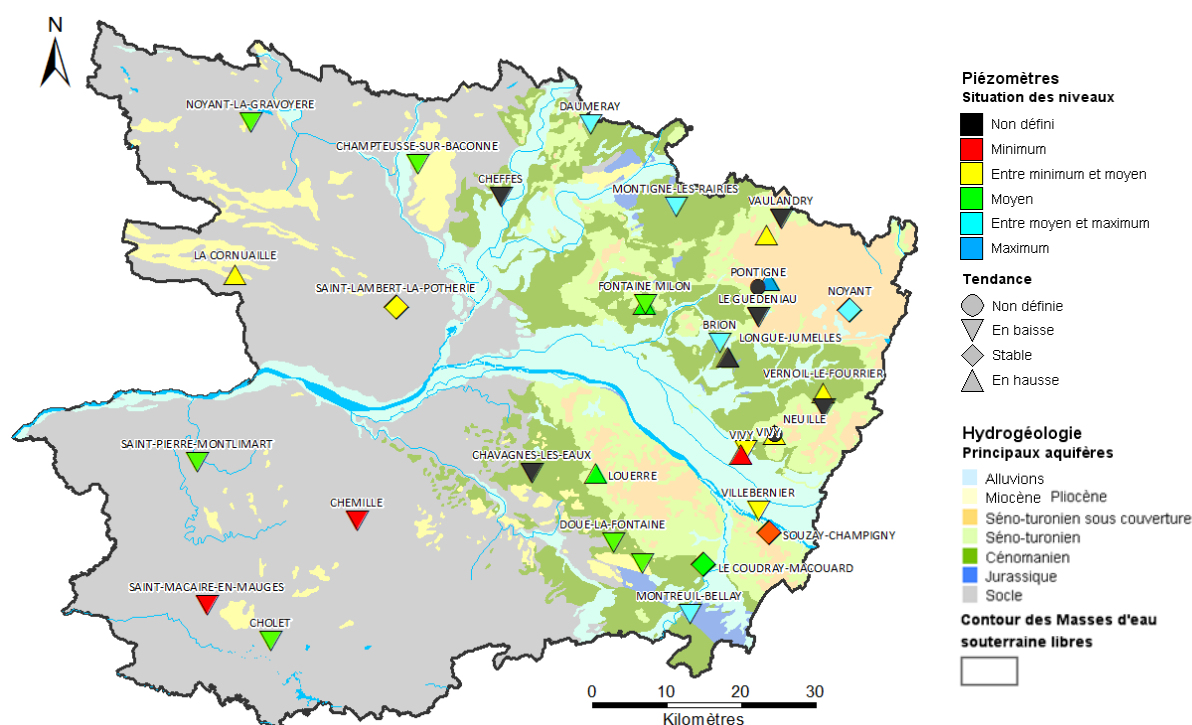 N
NOYANT-LA-GRAVOYERE
DAUMERAY
CHAMPTEUSSE-SUR-BACONNE
CHEFFES
MONTIGNE-LES-RAIRIES
VAULANDRY
LA CORNUAILLE
SAINT-LAMBERT-LA-POTHERIE
FONTAINE MILON
PONTIGNE
LE GUEDENIAU
NOYANT
BRION
LONGUE-JUMELLES
VERNOIL-LE-FOURRIER
NEUILLE
VIVY
VIVY
SAINT-PIERRE-MONTLIMART
CHAVAGNES-LES-EAUX
LOUERRE
CHEMILLE
VILLEBERNIER
DOUE-LA-FONTAINE
SOUZAY-CHAMPIGNY
LE COUDRAY-MACOUARD
SAINT-MACAIRE-EN-MAUGES
MONTREUIL-BELLAY
CHOLET
0 10 20 30
Kilomètres
Piézomètres
Situation des niveaux
Non défini
Minimum
Entre minimum et moyen
Moyen
Entre moyen et maximum
Maximum
Tendance
Non définie
En baisse
Stable
En hausse
Hydrogéologie
Principaux aquifères
Alluvions
Miocène Pliocène
Séno-turonien sous couverture
Séno-turonien
Cénomanien
Jurassique
Socle
Contour des Masses d'eau
souterraine libres